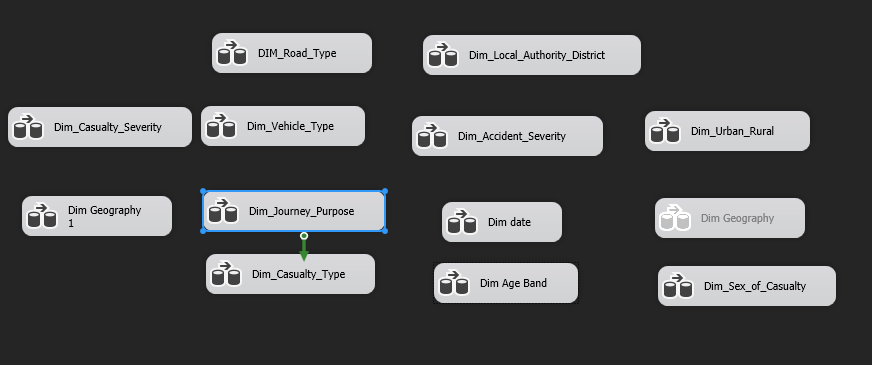 DIM_Road_Type
Dim_Local_Authority_District
Dim_Casualty_Severity
Dim_Vehicle_Type
Dim_Accident_Severity
Dim_Urban_Rural
Dim Geography
1
Dim_Journey_Purpose
Dim date
Dim Geography
Dim_Casualty_Type
Dim Age Band
Dim_Sex_of_Casualty